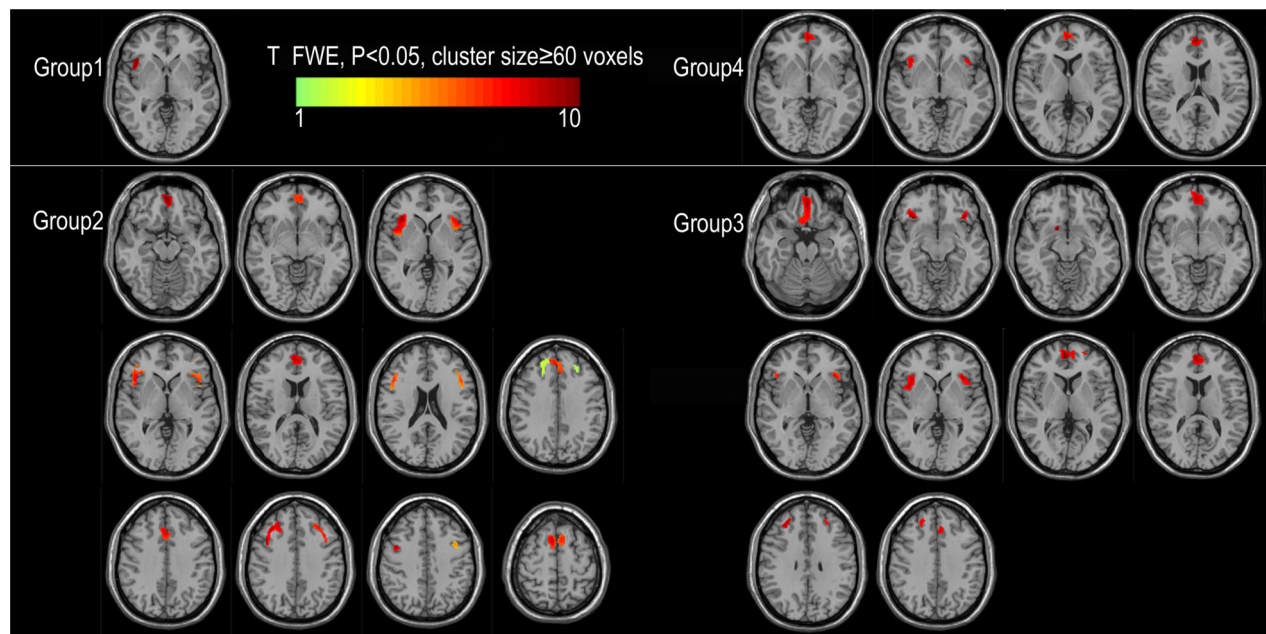 Group1
T FWE, P<0.05, cluster size≥60 voxels
1 10
Group4
Group2
Group3